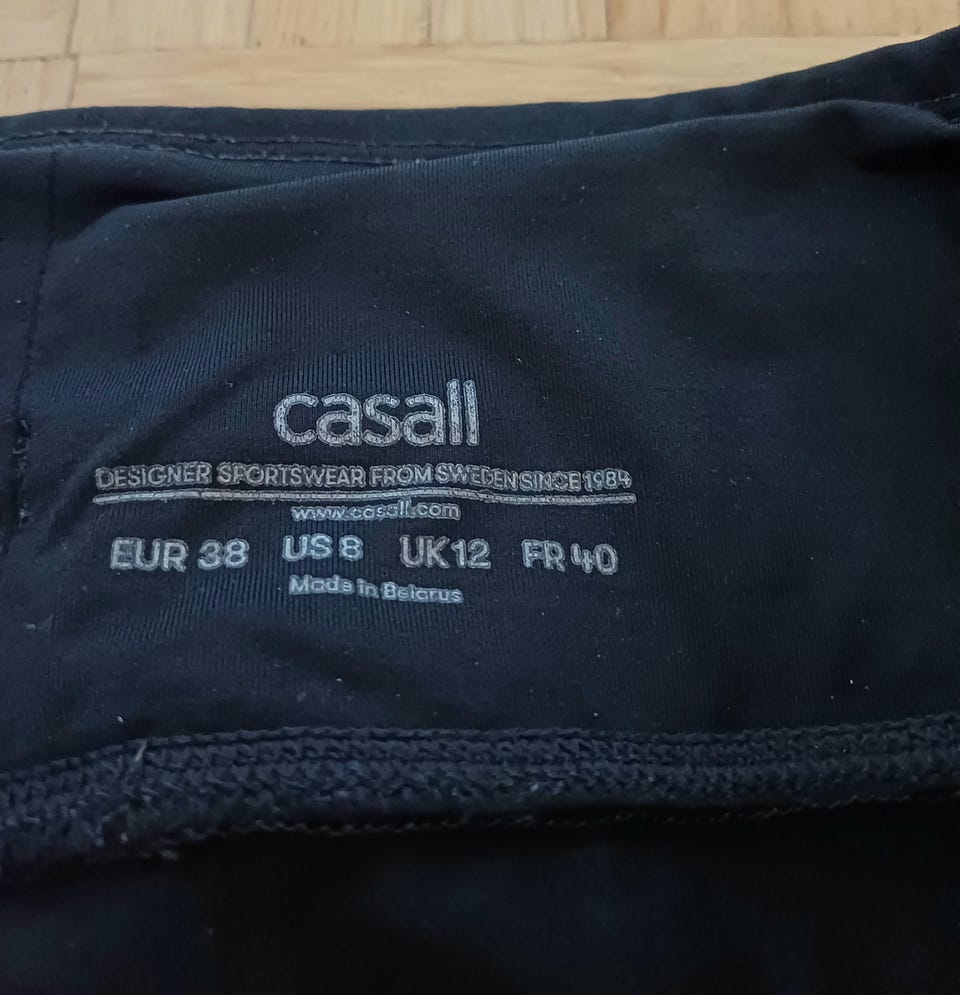 casall
DESIGNER SPORTSWEAR FROM SWEDEN SINCE 1984
www.casall.com
EUR 38 US 8 UK 12 FR 40
Made in Belarus